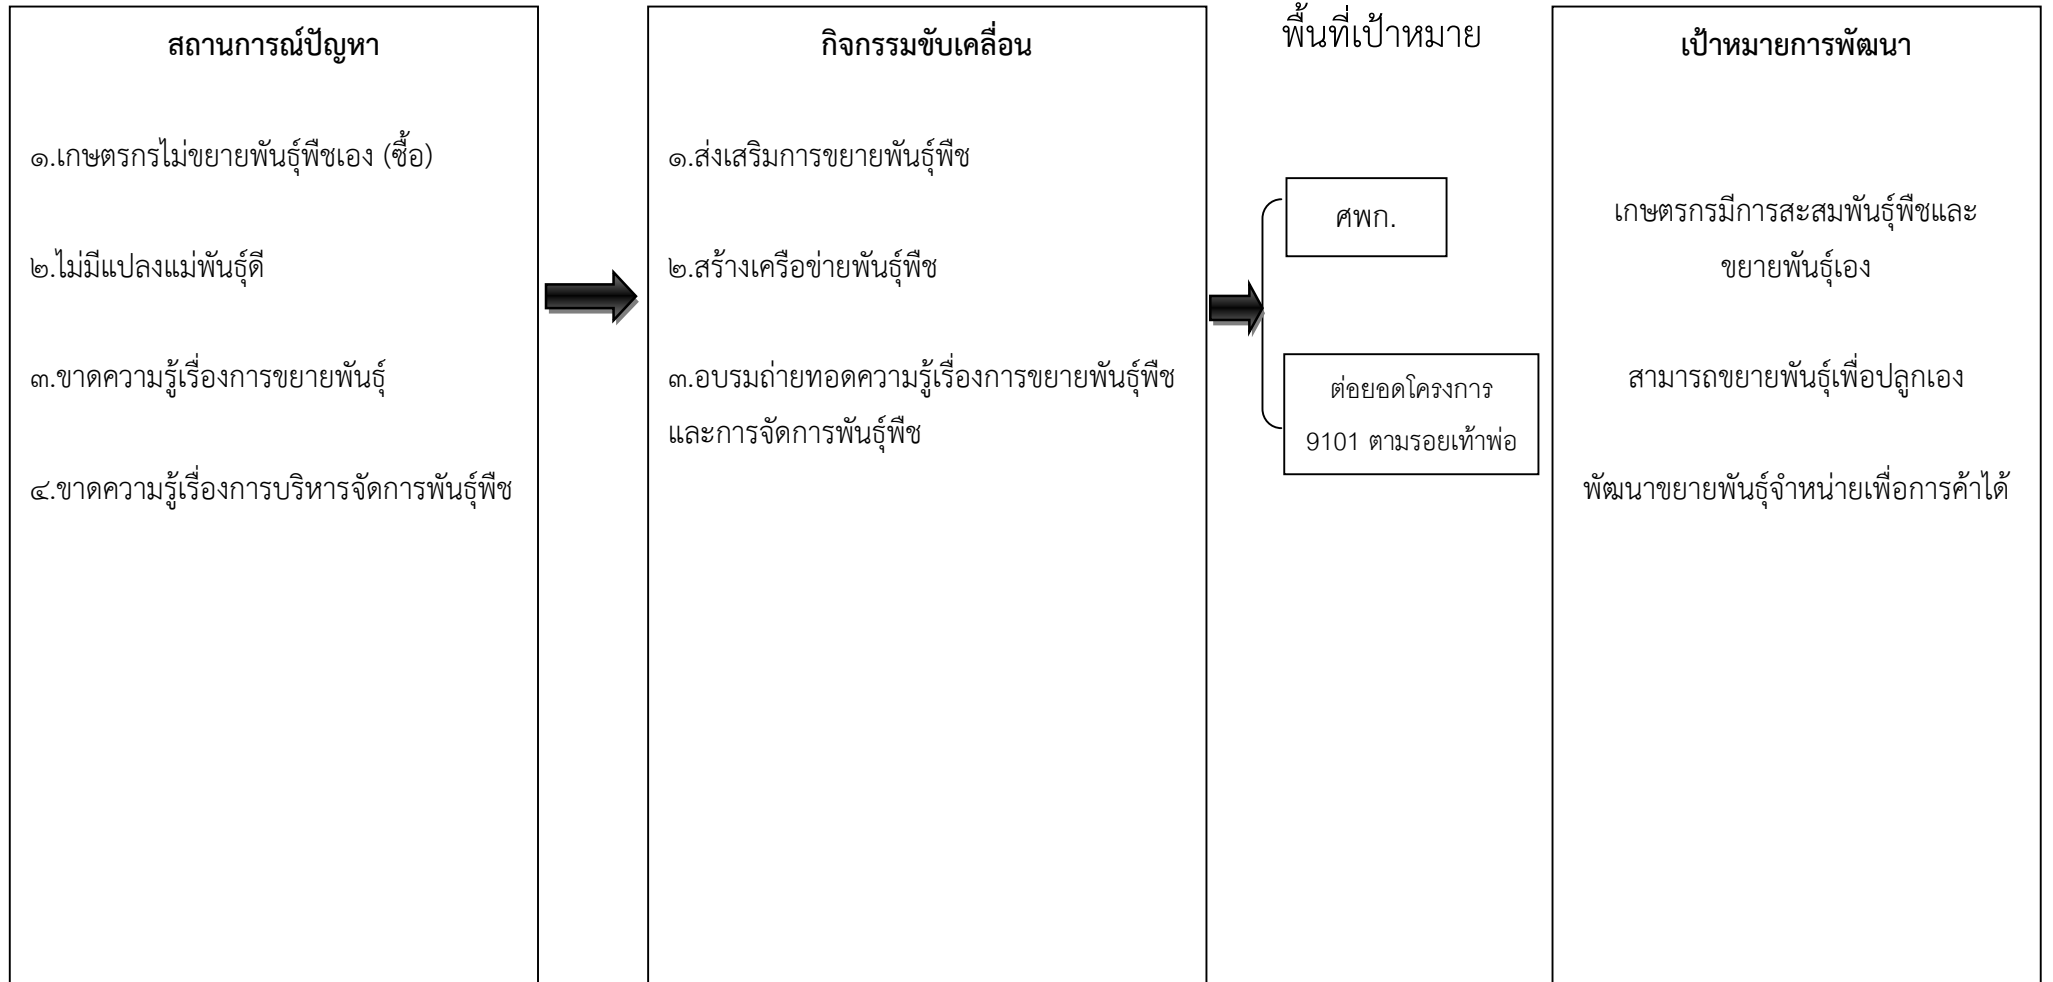 สถานการณ์ปัญหา
๑.เกษตรกรไม่ขยายพันธุ์พืชเอง (ซื้อ)
๒.ไม่มีแปลงแม่พันธุ์ดี
๓.ขาดความรู้เรื่องการขยายพันธุ์
๔.ขาดความรู้เรื่องการบริหารจัดการพันธุ์พืช
กิจกรรมขับเคลื่อน
๑.ส่งเสริมการขยายพันธุ์พืช
๒.สร้างเครือข่ายพันธุ์พืช
๓.อบรมถ่ายทอดความรู้เรื่องการขยายพันธุ์พืช
และการจัดการพันธุ์พืช
พื้นที่เป้าหมาย
ศพก.
ต่อยอดโครงการ
9101 ตามรอยเท้าพ่อ
เป้าหมายการพัฒนา
เกษตรกรมีการสะสมพันธุ์พืชและ
ขยายพันธุ์เอง
สามารถขยายพันธุ์เพื่อปลูกเอง
พัฒนาขยายพันธุ์จำหน่ายเพื่อการค้าได้